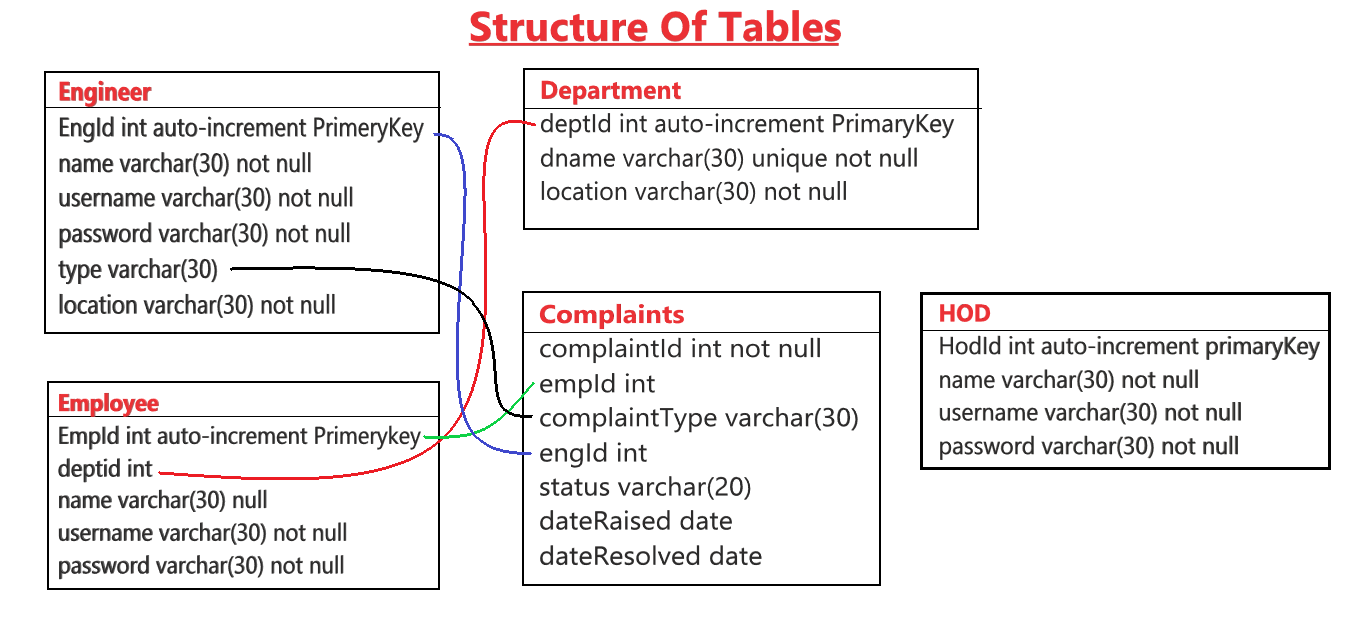 Structure Of Tables
Engineer
EngId int auto-increment PrimeryKey
name varchar(30) not null
username varchar(30) not null
password varchar(30) not null
type varchar(30)
location varchar(30) not null
Department
deptId int auto-increment PrimaryKey
dname varchar(30) unique not null
location varchar(30) not null
Employee
EmpId int auto-increment Primerykey
deptid int
name varchar(30) null
username varchar(30) not null
password varchar(30) not null
Complaints
complaintId int not null
empId int
complaintType varchar(30)
engId int
status varchar(20)
dateRaised date
dateResolved date
HOD
HodId int auto-increment primaryKey
name varchar(30) not null
username varchar(30) not null
password varchar(30) not null